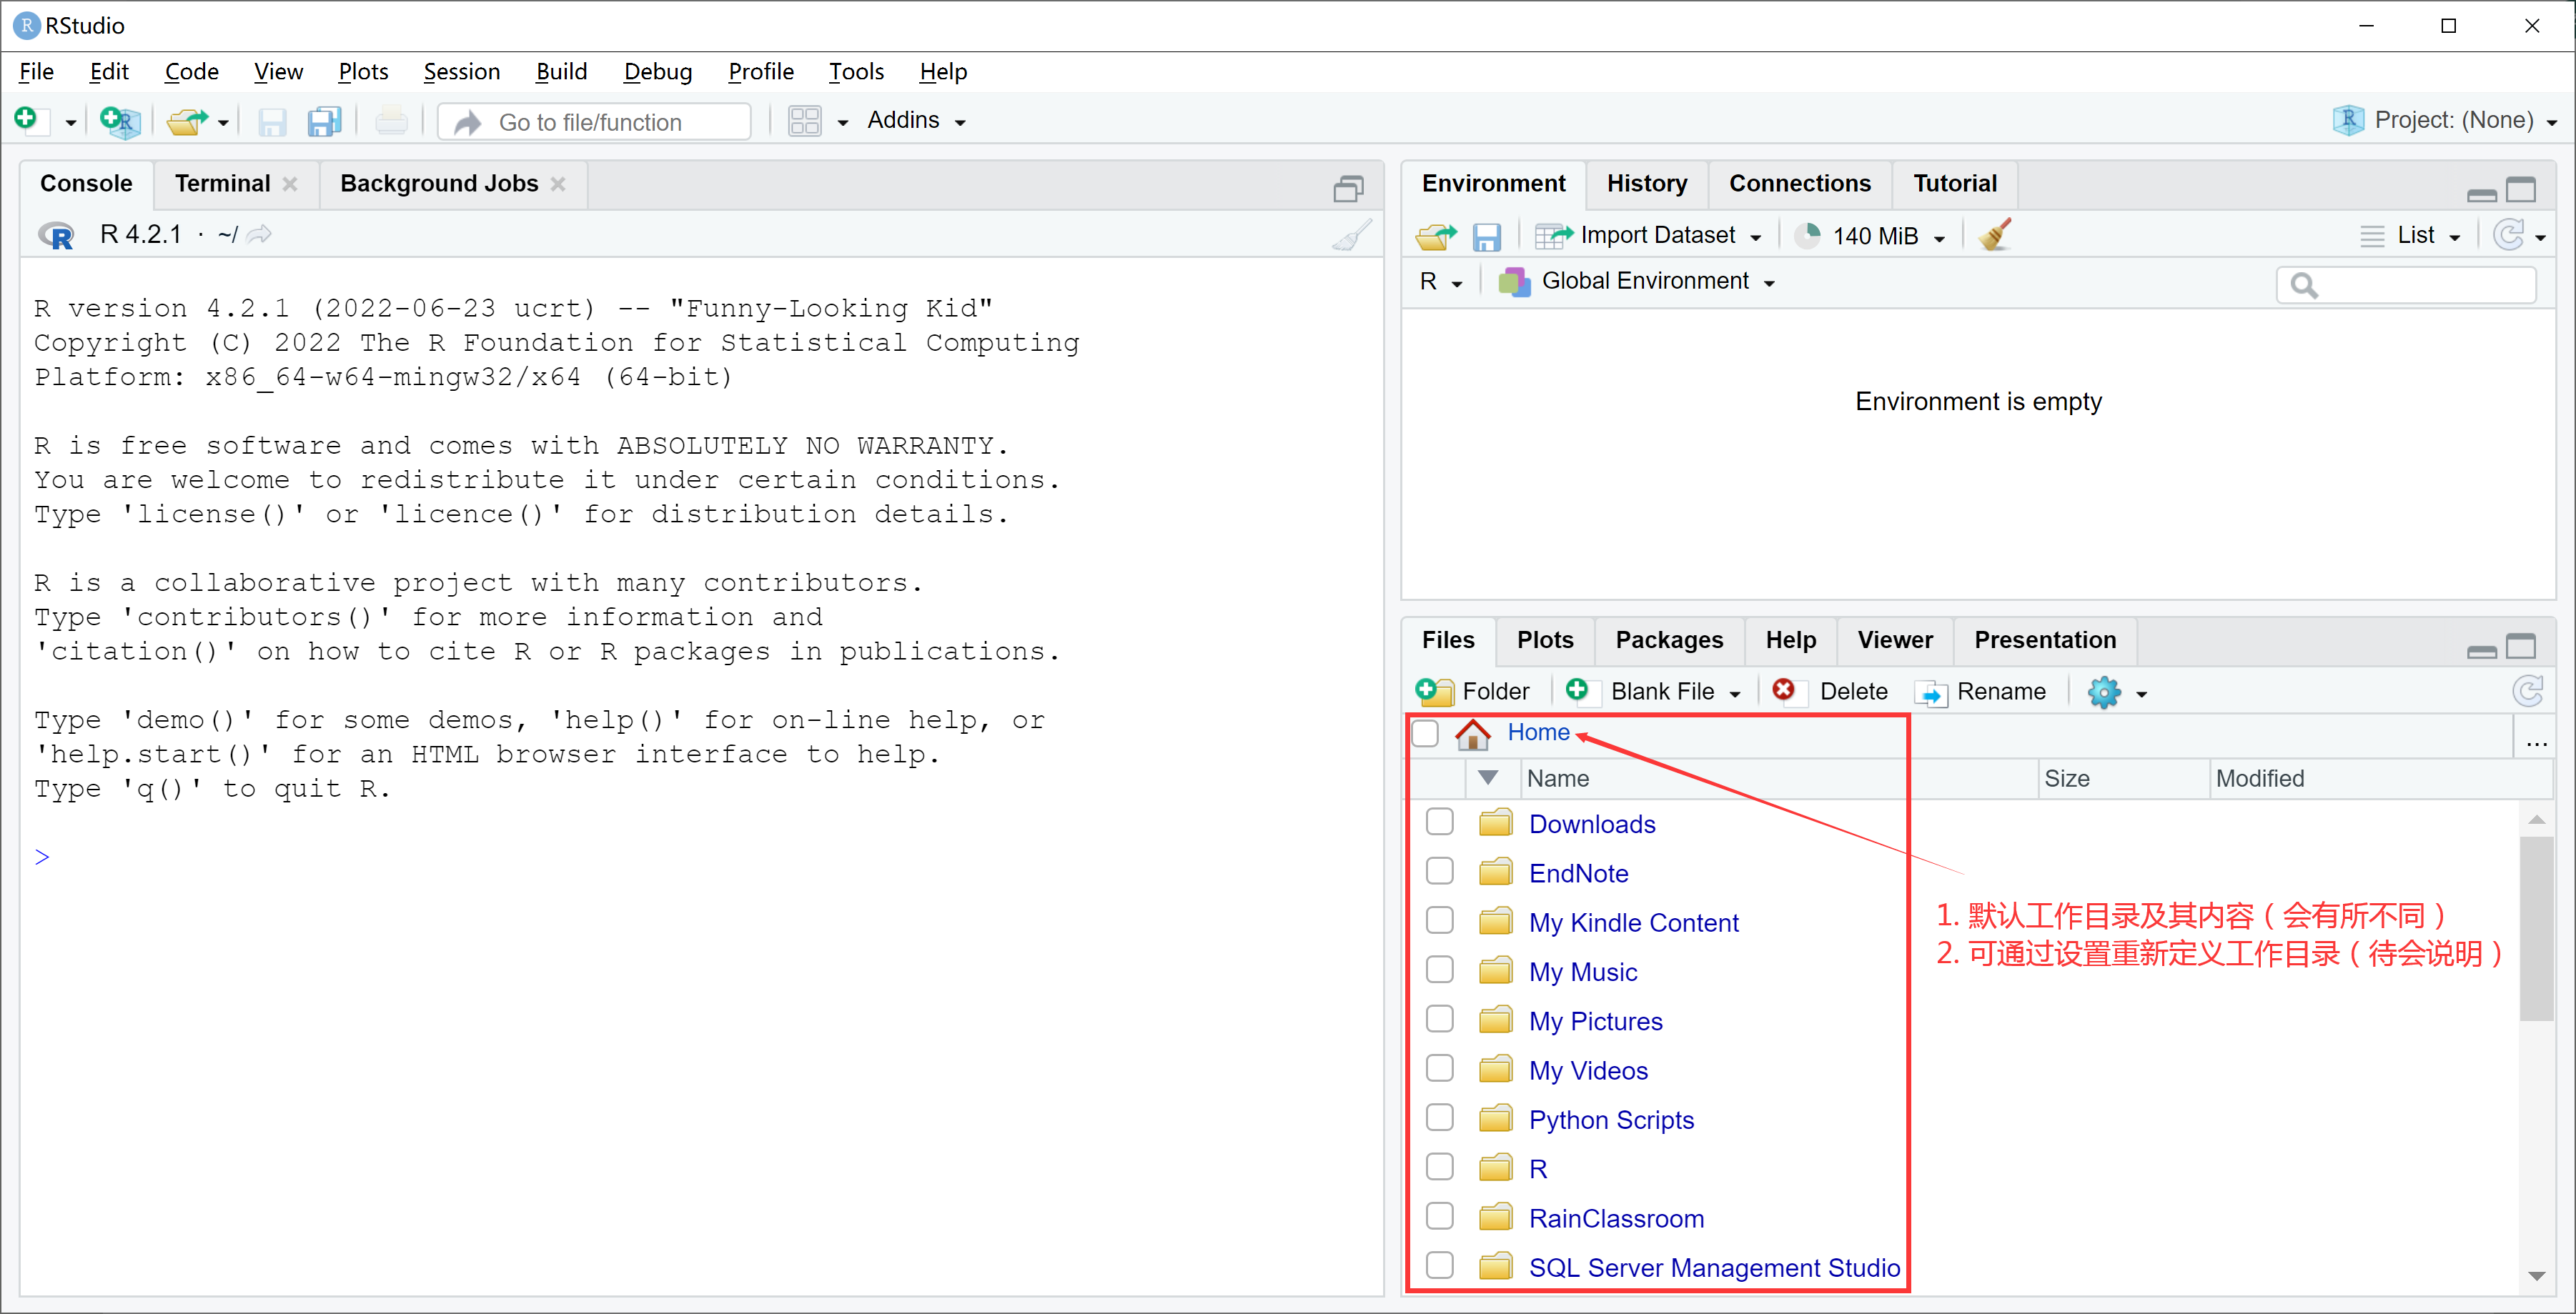 RStudio
File Edit Code View Plots Session Build Debug Profile Tools Help
Go to file/function Addins Project: (None)
Console Terminal Background Jobs
R 4.2.1 · ~/
R version 4.2.1 (2022-06-23 ucrt) -- "Funny-Looking Kid"
Copyright (C) 2022 The R Foundation for Statistical Computing
Platform: x86_64-w64-mingw32/x64 (64-bit)
R is free software and comes with ABSOLUTELY NO WARRANTY.
You are welcome to redistribute it under certain conditions.
Type 'license()' or 'licence()' for distribution details.
R is a collaborative project with many contributors.
Type 'contributors()' for more information and
'citation()' on how to cite R or R packages in publications.
Type 'demo()' for some demos, 'help()' for on-line help, or
'help.start()' for an HTML browser interface to help.
Type 'q()' to quit R.
>
Environment History Connections Tutorial
Import Dataset 140 MiB List
R Global Environment
Environment is empty
Files Plots Packages Help Viewer Presentation
Folder Blank File Delete Rename
Home ...
Name Size Modified
Downloads
EndNote
My Kindle Content
My Music
My Pictures
My Videos
Python Scripts
R
RainClassroom
SQL Server Management Studio
1. 默认工作目录及其内容（会有所不同）
2. 可通过设置重新定义工作目录（待会说明）